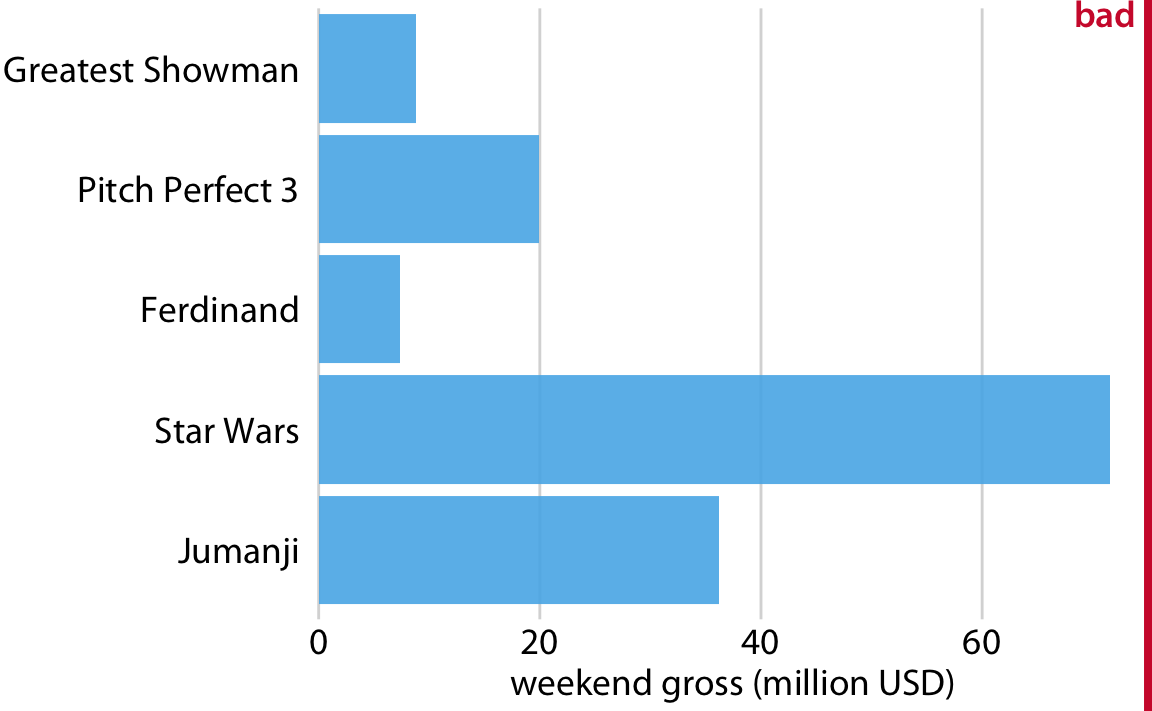 bad
Greatest Showman
Pitch Perfect 3
Ferdinand
Star Wars
Jumanji
0 20 40 60
weekend gross (million USD)